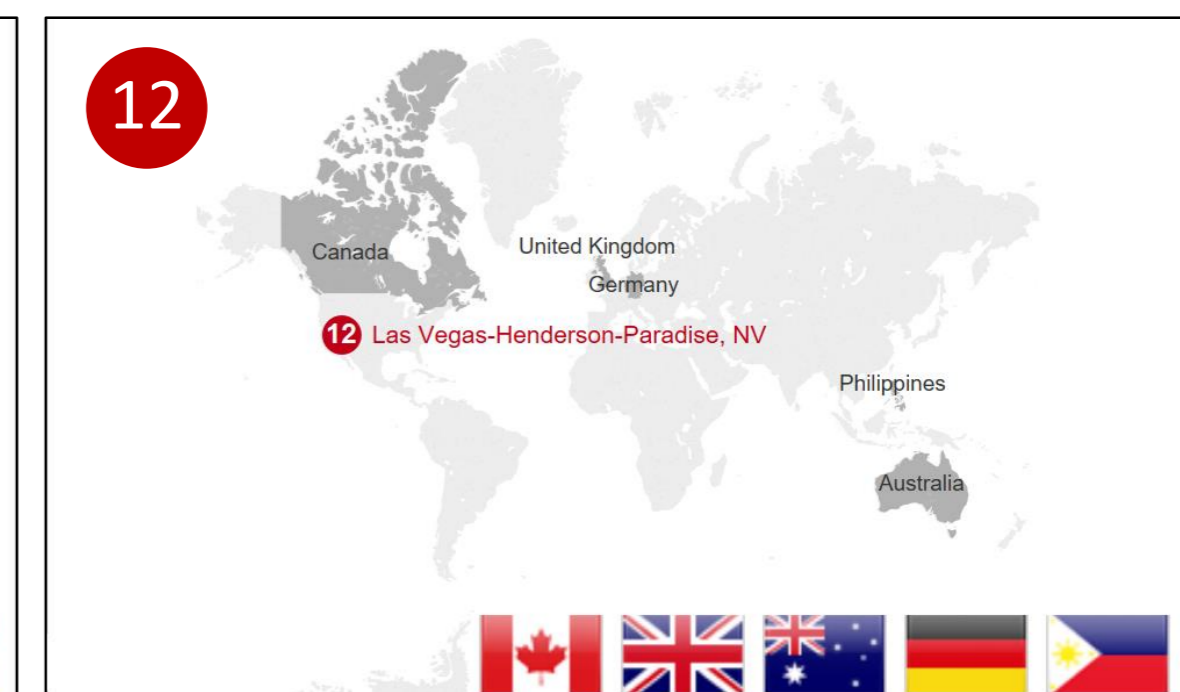 12
Canada
United Kingdom
Germany
12 Las Vegas-Henderson-Paradise, NV
Philippines
Australia